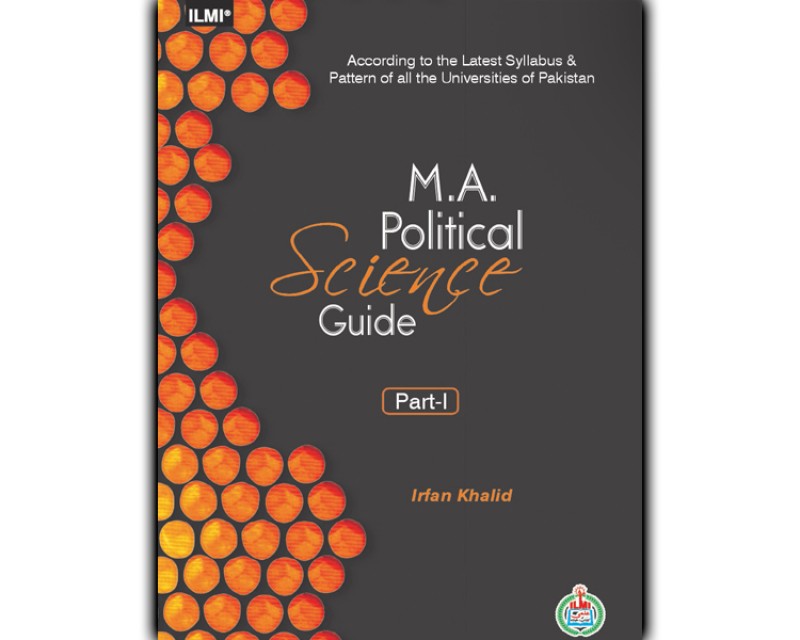 ILMI®
According to the Latest Syllabus &
Pattern of all the Universities of Pakistan
M.A.
Political
Science
Guide
Part-I
Irfan Khalid
ILMI